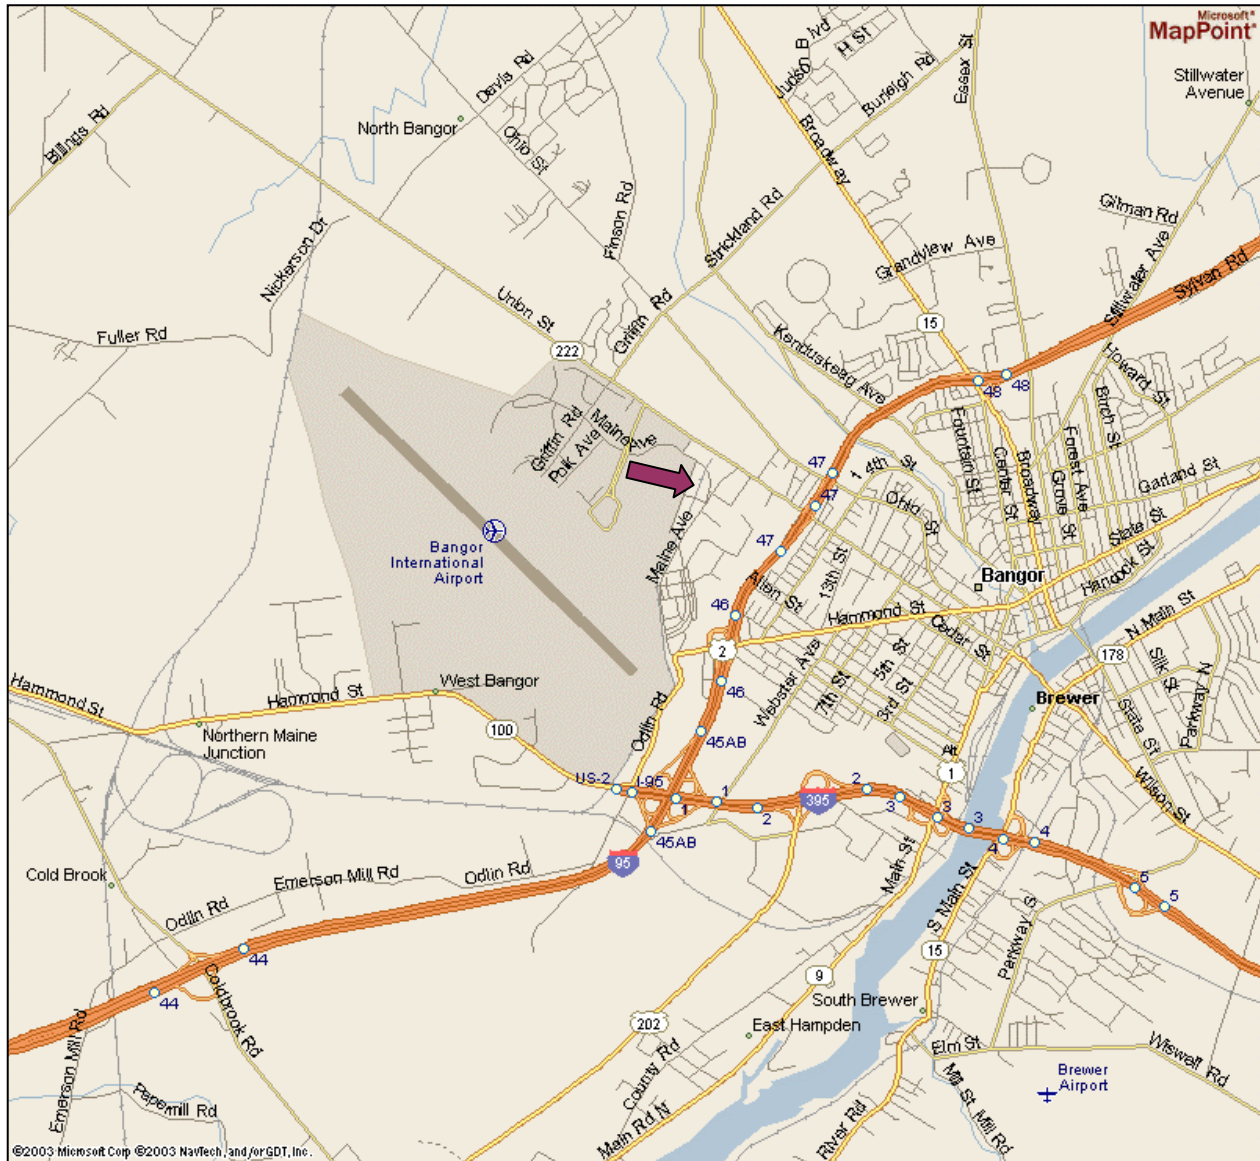 Microsoft®
MapPoint®
Judson Blvd
H St
Essex St
Stillwater
Avenue
Davis Rd
Burleigh Rd
Billings Rd
North Bangor
Ohio St
Broadway
Finson Rd
Strickland Rd
Gilman Rd
Nickerson Dr
Grandview Ave
Stillwater Ave
Sylvan Rd
Union St
Griffin Rd
Fuller Rd
222
15
Kenduskeag Ave
Howard St
48
48
Birch St
Griffin Rd
Maine Ave
Polk Ave
Fountain St
Center St
Broadway
Forest Ave
Grove St
Garland St
47
14th St
47
Ohio St
State St
Bangor
International
Airport
Maine Ave
47
13th St
Allen St
Bangor
Hancock St
46
Hammond St
Cedar St
N Main St
2
178
Silk St
Parkway N
Hammond St
Hammond St
West Bangor
46
Webster Ave
7th St
5th St
3rd St
Brewer
State St
Northern Maine
Junction
100
Odlin Rd
45AB
Alt
1
Wilson St
US-2
I-95
1
1
2
395
2
3
3
3
4
4
45AB
95
Cold Brook
Emerson Mill Rd
Odlin Rd
Main St
S Main St
5
5
Odlin Rd
Parkway S
44
44
Coldbrook Rd
15
9
South Brewer
202
East Hampden
Elm St
Wiswell Rd
Emerson Mill Rd
County Rd
Brewer
Airport
Papermill Rd
Main Rd N
River Rd
Mill St
Mill Rd
©2003 Microsoft Corp ©2003 NavTech, and/or GDT, Inc.